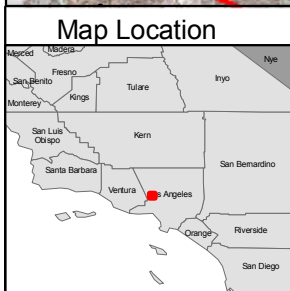 Map Location
Merced
Madera
Nye
Fresno
Inyo
San Benito
Tulare
Kings
Monterey
San Luis
Obispo
Kern
San Bernardino
Santa Barbara
Ventura
Los Angeles
Orange
Riverside
San Diego